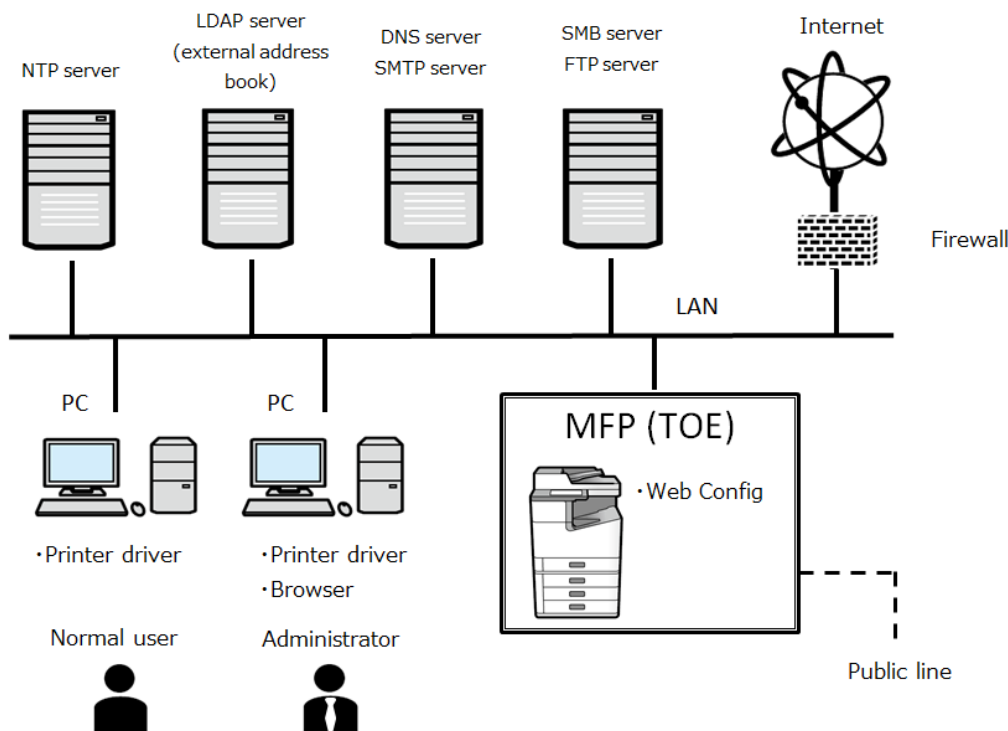 NTP server
LDAP server
(external address
book)
DNS server
SMTP server
SMB server
FTP server
Internet
Firewall
LAN
PC
PC
MFP (TOE)
・Web Config
・Printer driver
・Printer driver
・Browser
Normal user
Administrator
Public line